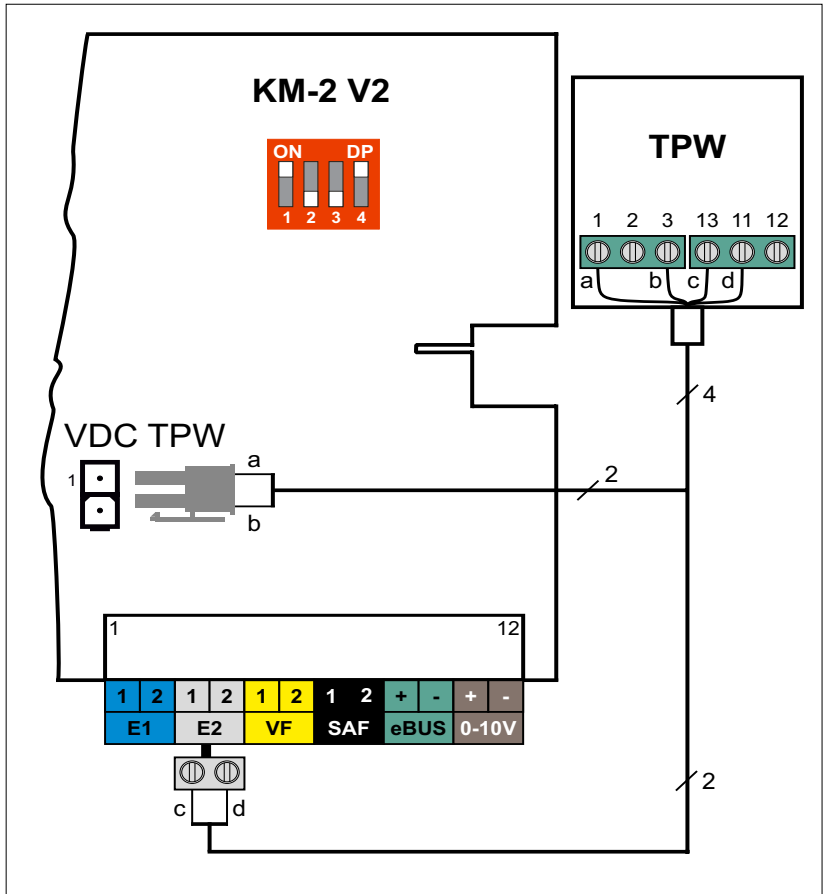 KM-2 V2
ON DP
1 2 3 4
TPW
1 2 3 13 11 12
a b c d
4
VDC TPW
1
a
b
2
1 12
1 2 1 2 1 2 1 2 + - + -
E1 E2 VF SAF eBUS 0-10V
c d
2